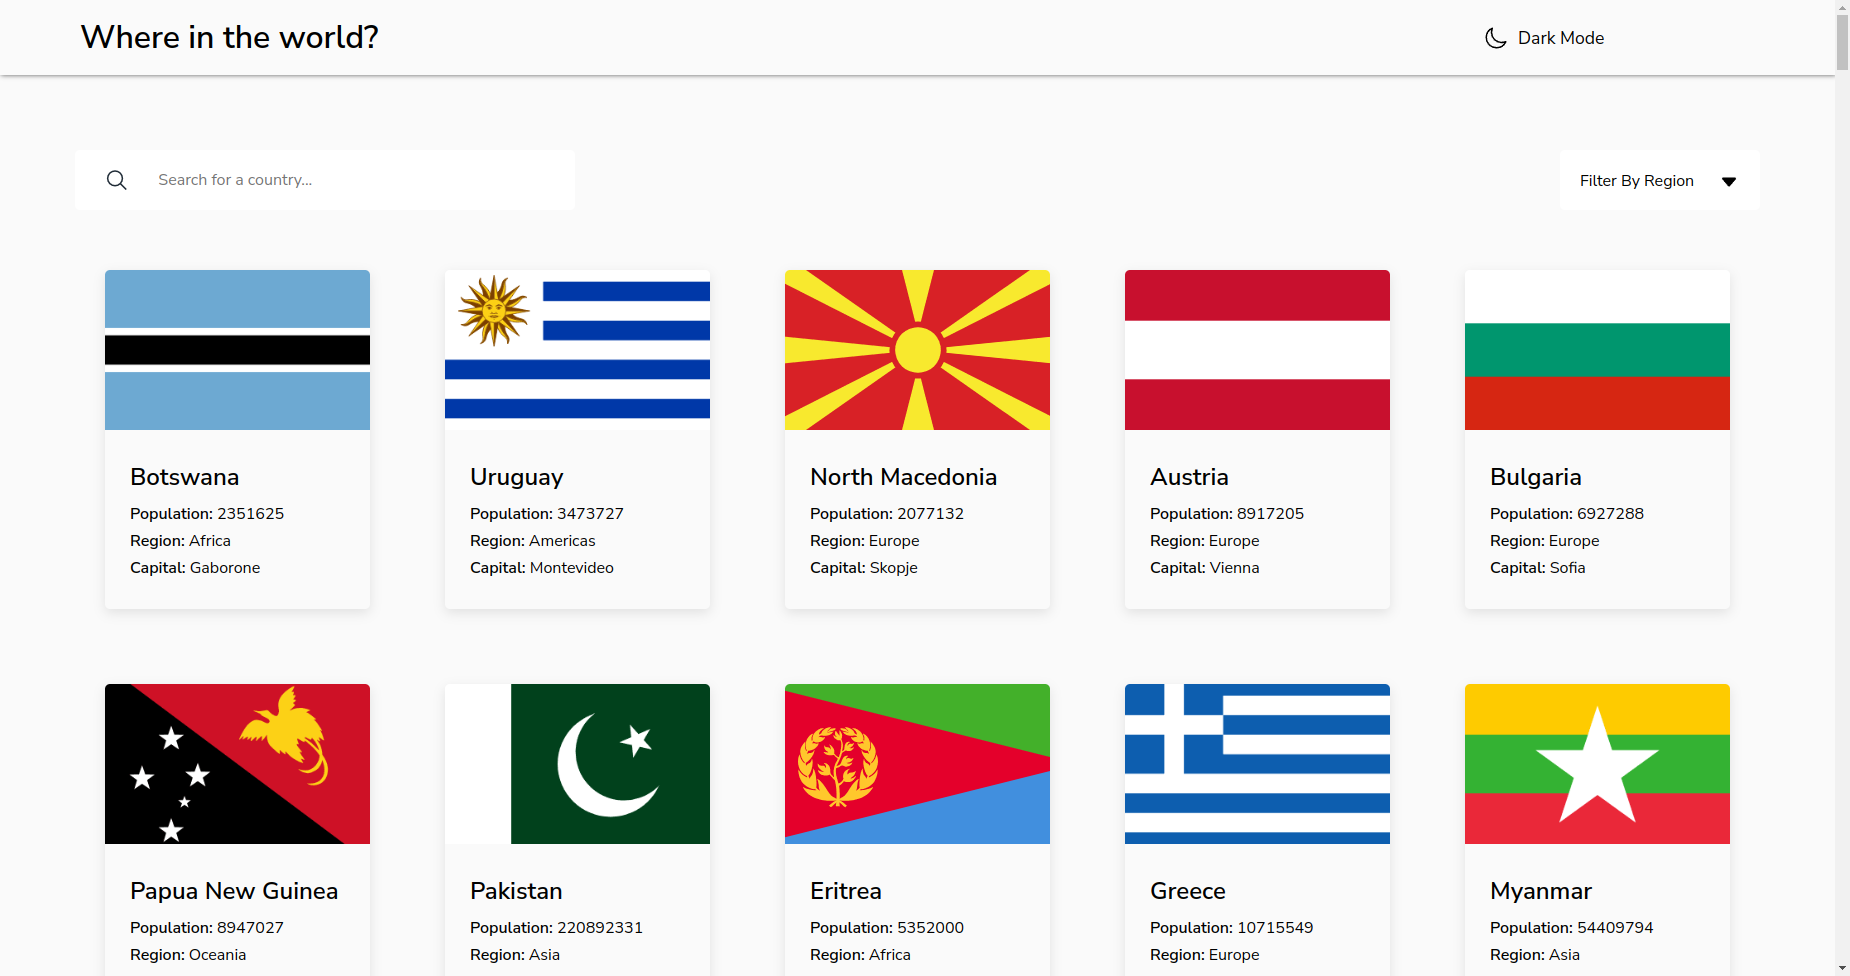 Where in the world?
Dark Mode
Search for a country...
Filter By Region
Botswana
Population: 2351625
Region: Africa
Capital: Gaborone
Uruguay
Population: 3473727
Region: Americas
Capital: Montevideo
North Macedonia
Population: 2077132
Region: Europe
Capital: Skopje
Austria
Population: 8917205
Region: Europe
Capital: Vienna
Bulgaria
Population: 6927288
Region: Europe
Capital: Sofia
Papua New Guinea
Population: 8947027
Region: Oceania
Pakistan
Population: 220892331
Region: Asia
Eritrea
Population: 5352000
Region: Africa
Greece
Population: 10715549
Region: Europe
Myanmar
Population: 54409794
Region: Asia